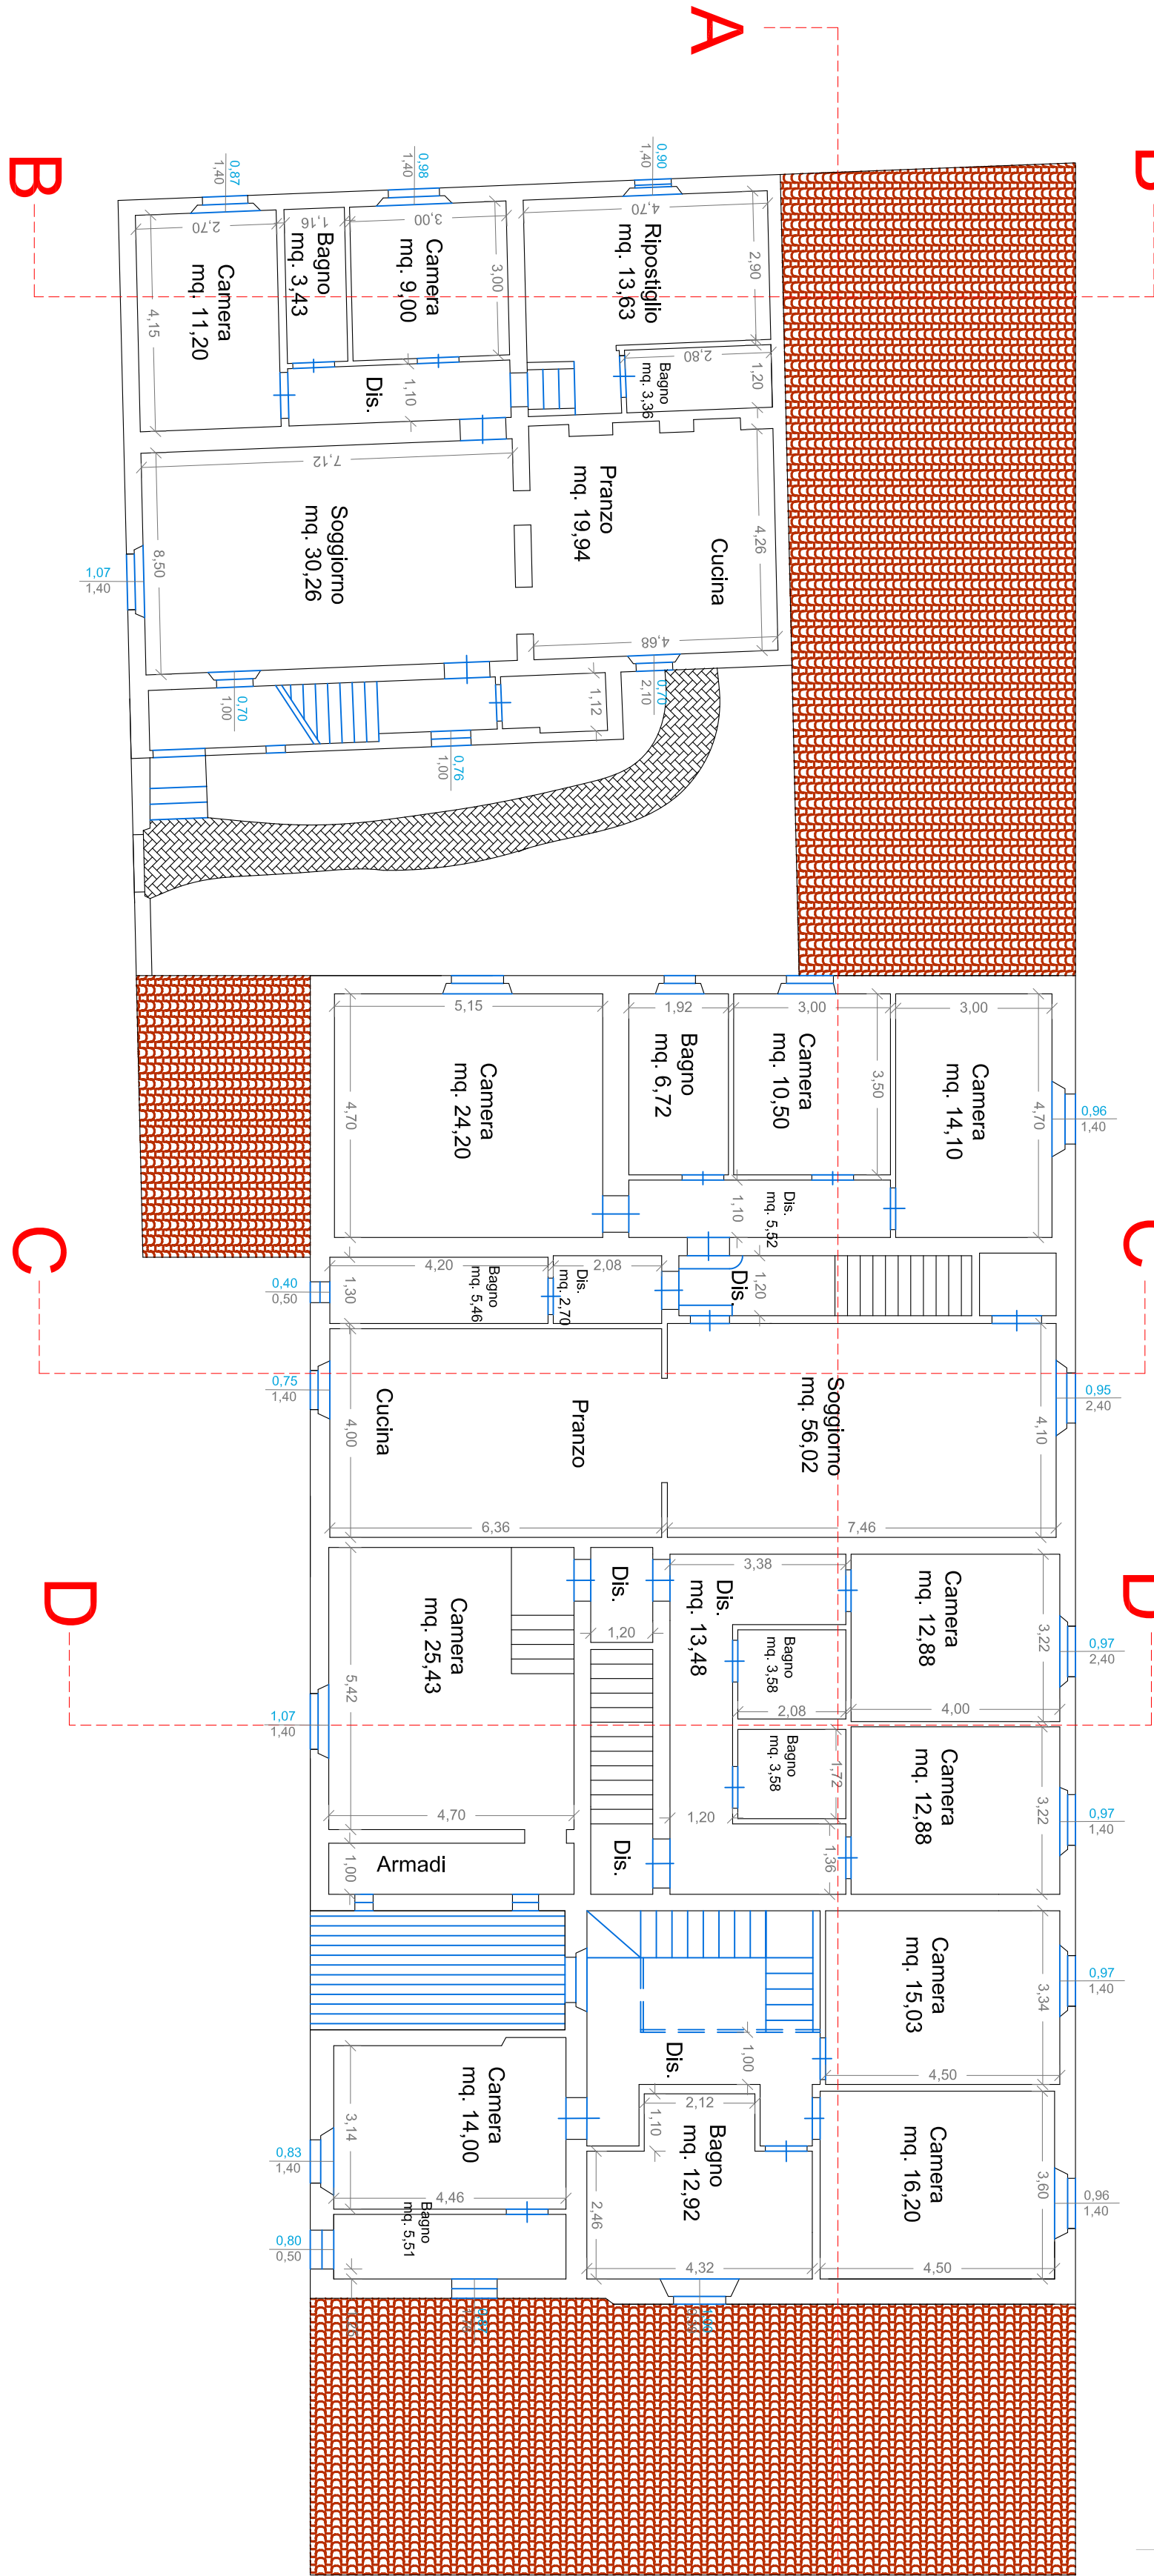 A
B
0,87
1,40
0,98
1,40
0,90
1,40
2,70
1,16
3,00
4,70
Camera
mq. 11,20
Bagno
mq. 3,43
Camera
mq. 9,00
Ripostiglio
mq. 13,63
3,00
2,90
4,15
Dis.
1,10
Bagno
mq. 3,36
2,80
1,20
7,12
8,50
Soggiorno
mq. 30,26
Pranzo
mq. 19,94
Cucina
4,26
4,68
1,07
1,40
0,70
1,00
0,76
1,00
0,70
2,10
1,12
5,15
1,92
3,00
3,00
Camera
mq. 24,20
Bagno
mq. 6,72
Camera
mq. 10,50
Camera
mq. 14,10
4,70
3,50
4,70
0,96
1,40
1,10
Dis.
mq. 5,52
C
C
4,20
2,08
Bagno
mq. 5,46
Dis.
mq. 2,70
Dis.
1,20
1,30
0,40
0,50
0,75
1,40
4,00
Cucina
Pranzo
Soggiorno
mq. 56,02
4,10
0,95
2,40
6,36
7,46
D
D
Camera
mq. 25,43
Dis.
1,20
3,38
Dis.
mq. 13,48
Bagno
mq. 3,58
2,08
Camera
mq. 12,88
3,22
4,00
0,97
2,40
5,42
1,07
1,40
4,70
Bagno
mq. 3,58
1,72
1,20
1,36
Camera
mq. 12,88
3,22
0,97
1,40
1,00
Armadi
Dis.
Camera
mq. 15,03
3,34
4,50
0,97
1,40
Dis.
1,00
2,12
1,10
Camera
mq. 14,00
3,14
4,46
0,83
1,40
Bagno
mq. 12,92
2,46
4,32
Camera
mq. 16,20
3,60
4,50
0,96
1,40
Bagno
mq. 5,51
0,80
0,50